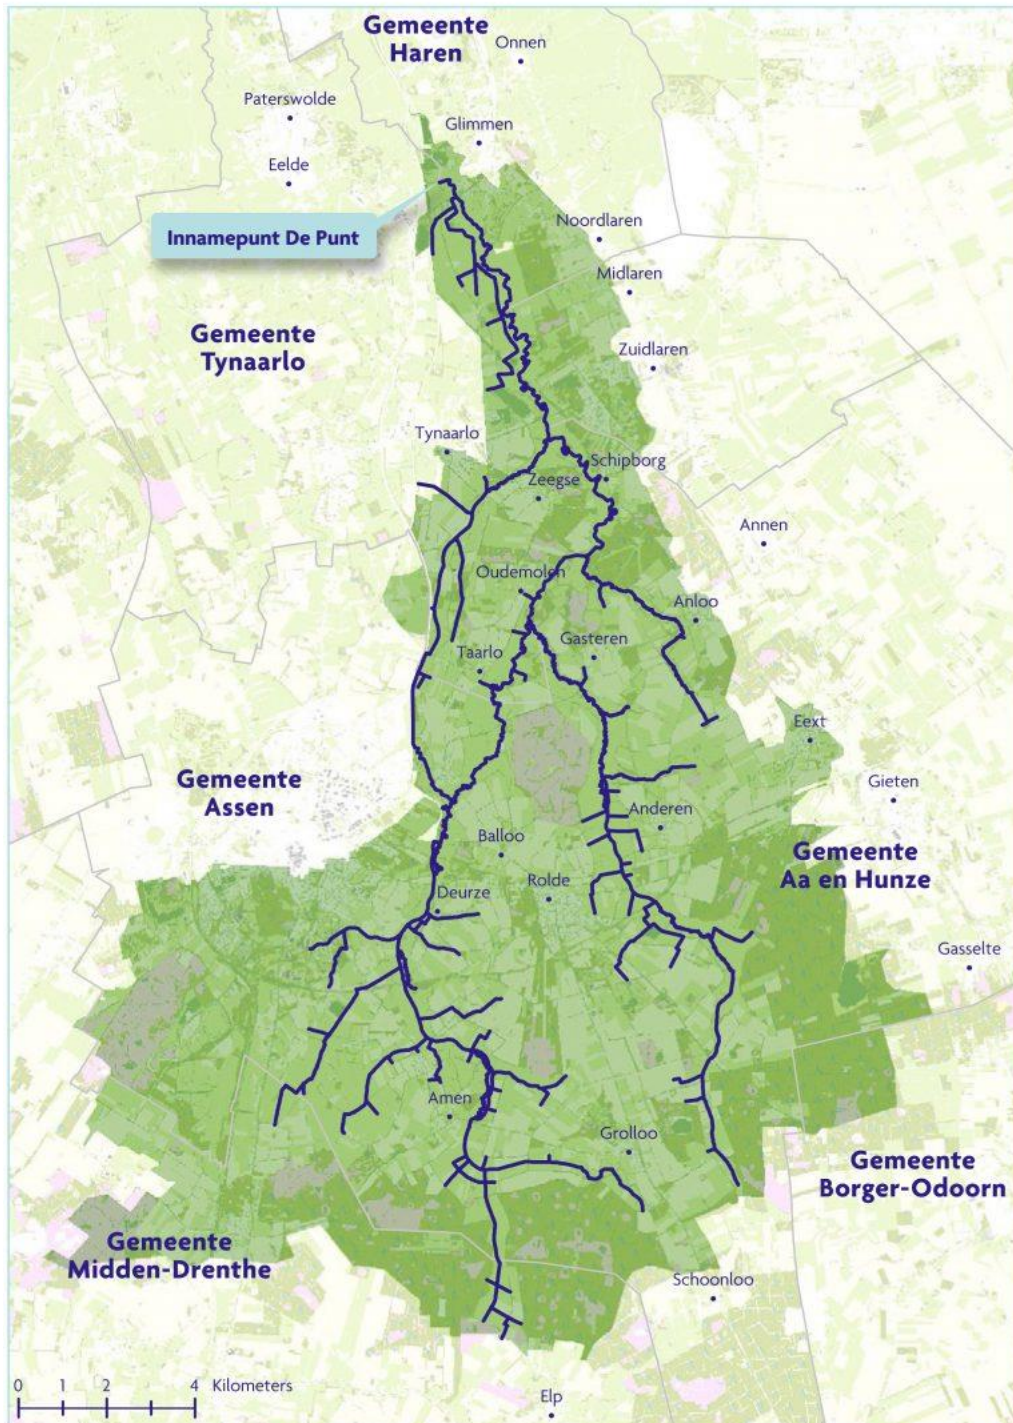 Gemeente
Haren
Onnen
Paterswolde
Glimmen
Eelde
Innamepunt De Punt
Noordlaren
Midlaren
Gemeente
Tynaarlo
Zuidlaren
Tynaarlo
Schipborg
Zeegse
Annen
Oudemolen
Anloo
Gasteren
Taarlo
Eext
Gemeente
Assen
Gieten
Anderen
Balloo
Gemeente
Aa en Hunze
Rolde
Deurze
Gasselte
Amen
Grolloo
Gemeente
Borger-Odoorn
Gemeente
Midden-Drenthe
Schoonloo
0 1 2 4 Kilometers
Elp